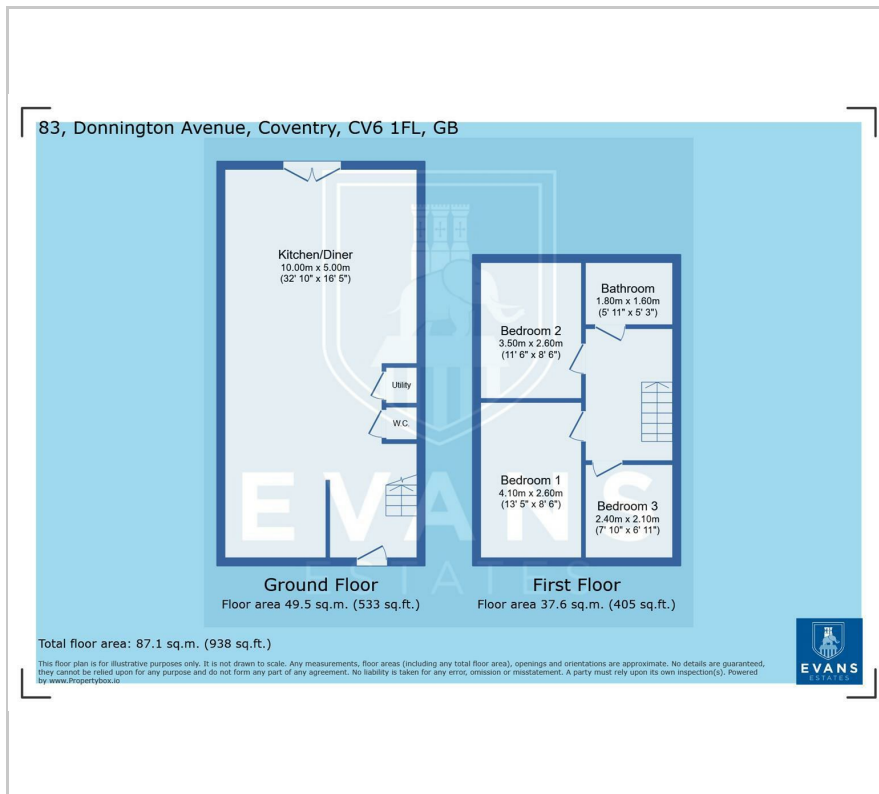 83, Donnington Avenue, Coventry, CV6 1FL, GB
Kitchen/Diner
10.00m x 5.00m
(32' 10" x 16' 5")
Utility
W.C.
Bathroom
1.80m x 1.60m
(5' 11" x 5' 3")
Bedroom 2
3.50m x 2.60m
(11' 6" x 8' 6")
Bedroom 1
4.10m x 2.60m
(13' 5" x 8' 6")
Bedroom 3
2.40m x 2.10m
(7' 10" x 6' 11")
EVANS
ESTATES
Ground Floor
Floor area 49.5 sq.m. (533 sq.ft.)
First Floor
Floor area 37.6 sq.m. (405 sq.ft.)
Total floor area: 87.1 sq.m. (938 sq.ft.)
This floor plan is for illustrative purposes only. It is not drawn to scale. Any measurements, floor areas (including any total floor area), openings and orientations are approximate. No details are guaranteed,
they cannot be relied upon for any purpose and do not form any part of any agreement. No liability is taken for any error, omission or misstatement. A party must rely upon its own inspection(s). Powered
by www.Propertybox.io
EVANS
ESTATES